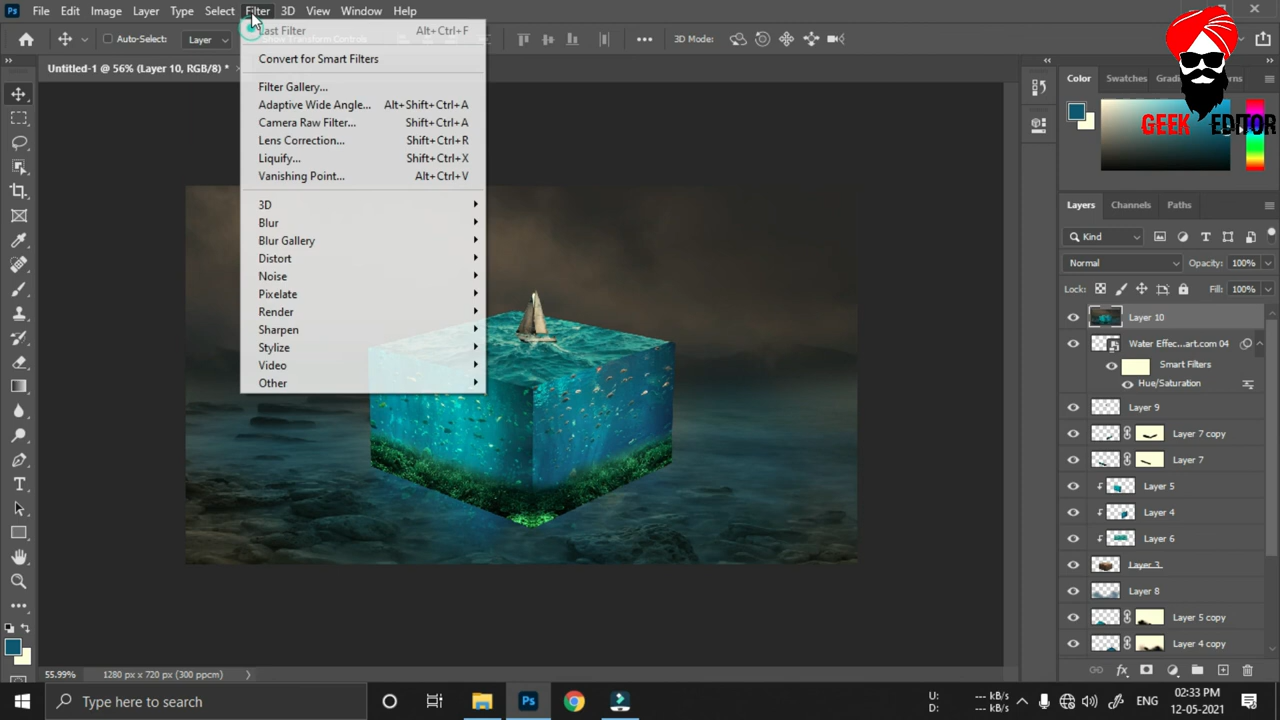 Ps File Edit Image Layer Type Select Filter 3D View Window Help
Auto-Select: Layer
3D Mode:
Untitled-1 @ 56% (Layer 10, RGB/8) *
Last Filter Alt+Ctrl+F
Convert for Smart Filters
Filter Gallery...
Adaptive Wide Angle... Alt+Shift+Ctrl+A
Camera Raw Filter... Shift+Ctrl+A
Lens Correction... Shift+Ctrl+R
Liquify... Shift+Ctrl+X
Vanishing Point... Alt+Ctrl+V
3D
Blur
Blur Gallery
Distort
Noise
Pixelate
Render
Sharpen
Stylize
Video
Other
GEEK EDITOR
Color Swatches
Layers Channels Paths
Kind
Normal Opacity: 100%
Lock: Fill: 100%
Layer 10
Water Effec...art.com 04
Smart Filters
Hue/Saturation
Layer 9
Layer 7 copy
Layer 7
Layer 5
Layer 4
Layer 6
Layer 3
Layer 8
Layer 5 copy
Layer 4 copy
fx
55.99% 1280 px x 720 px (300 ppcm)
Type here to search
Ps
U: --- kB/s
D: --- kB/s
ENG
02:33 PM
12-05-2021